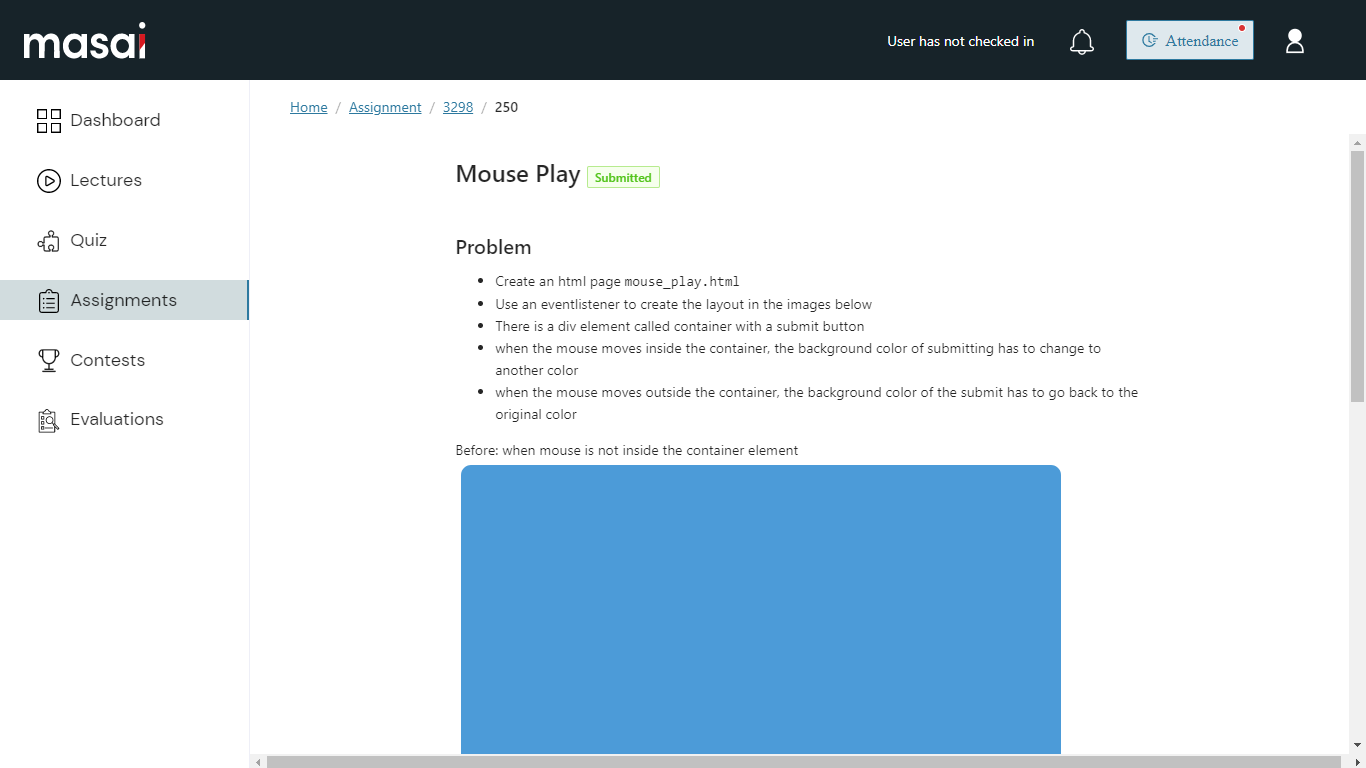 masai
User has not checked in
Attendance
Dashboard
Lectures
Quiz
Assignments
Contests
Evaluations
Home / Assignment / 3298 / 250
Mouse Play Submitted
Problem
Create an html page mouse_play.html
Use an eventlistener to create the layout in the images below
There is a div element called container with a submit button
when the mouse moves inside the container, the background color of submitting has to change to
another color
when the mouse moves outside the container, the background color of the submit has to go back to the
original color
Before: when mouse is not inside the container element